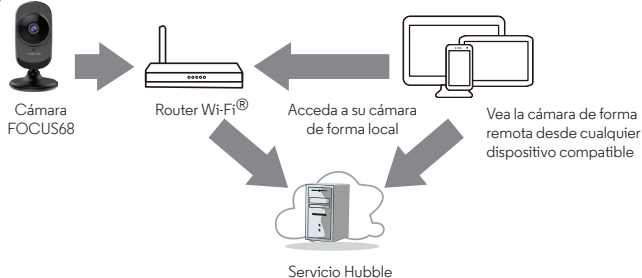 Cámara
FOCUS68
Router Wi-Fi®
Acceda a su cámara
de forma local
Vea la cámara de forma
remota desde cualquier
dispositivo compatible
Servicio Hubble